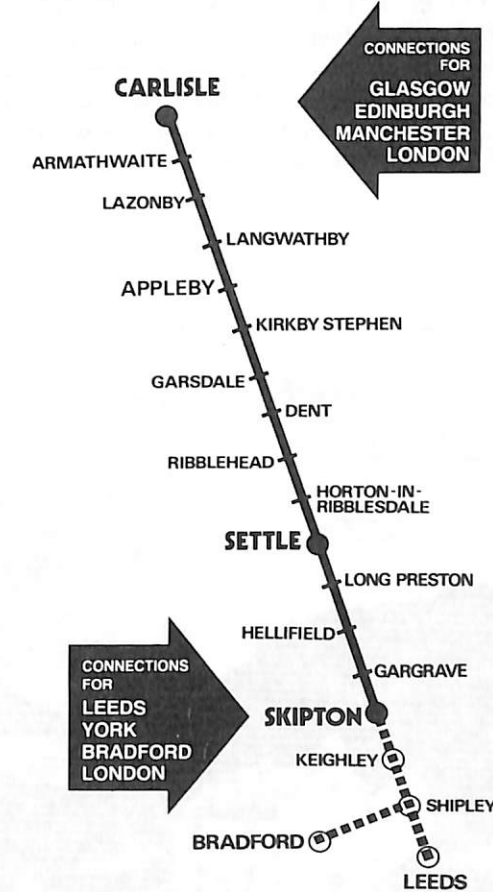 CONNECTIONS
FOR
GLASGOW
EDINBURGH
MANCHESTER
LONDON
CARLISLE
ARMATHWAITE
LAZONBY
LANGWATHBY
APPLEBY
KIRKBY STEPHEN
GARSDALE
DENT
RIBBLEHEAD
HORTON-IN-
RIBBLESDALE
SETTLE
LONG PRESTON
HELLIFIELD
GARGRAVE
CONNECTIONS
FOR
LEEDS
YORK
BRADFORD
LONDON
SKIPTON
KEIGHLEY
SHIPLEY
BRADFORD
LEEDS